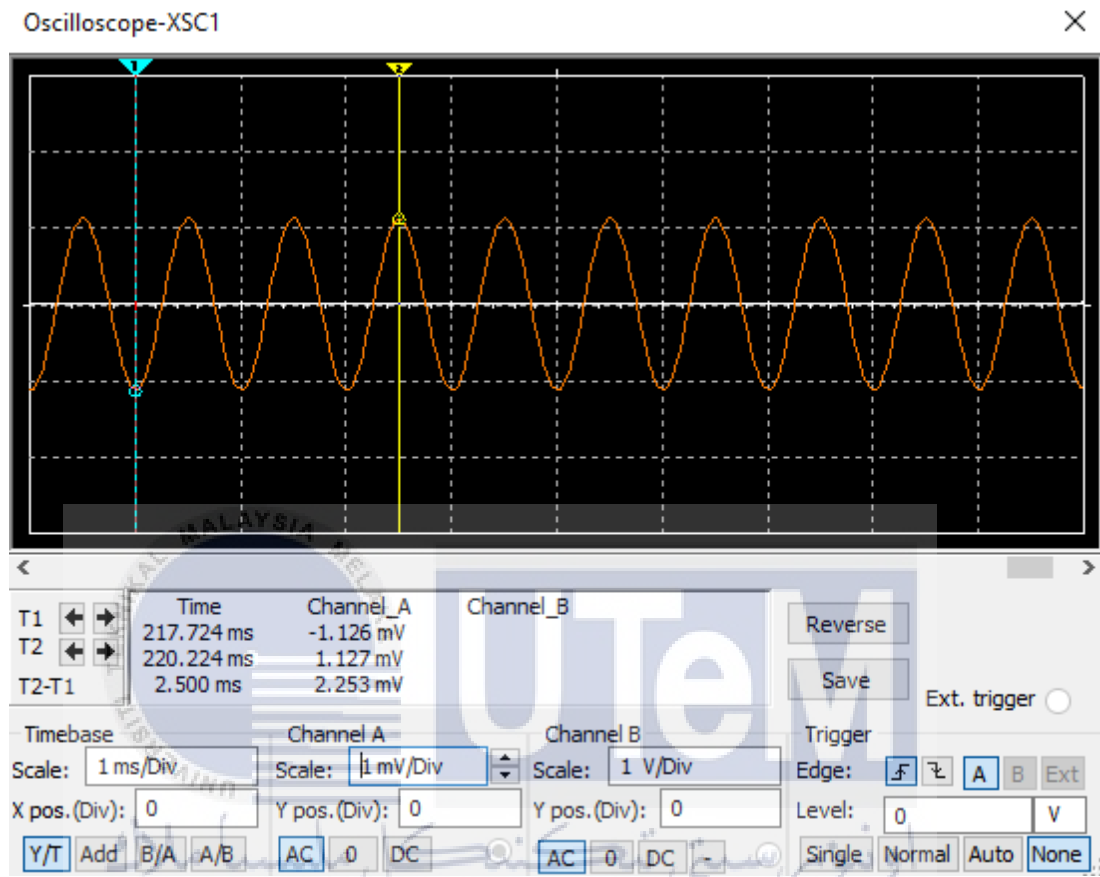 Oscilloscope-XSC1
1
2
Time Channel_A Channel_B
T1 217.724 ms -1.126 mV
T2 220.224 ms 1.127 mV
T2-T1 2.500 ms 2.253 mV
Reverse
Save
Ext. trigger
Timebase Channel A Channel B Trigger
Scale: 1 ms/Div Scale: 1 mV/Div Scale: 1 V/Div Edge: A B Ext
X pos.(Div): 0 Y pos.(Div): 0 Y pos.(Div): 0 Level: 0 V
Y/T Add B/A A/B AC 0 DC AC 0 DC - Single Normal Auto None
UTeM